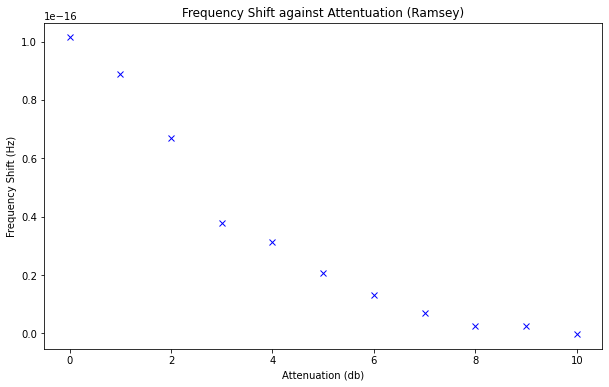 Frequency Shift against Attentuation (Ramsey)
1e−16
1.0
0.8
0.6
0.4
0.2
0.0
Frequency Shift (Hz)
0 2 4 6 8 10
Attenuation (db)